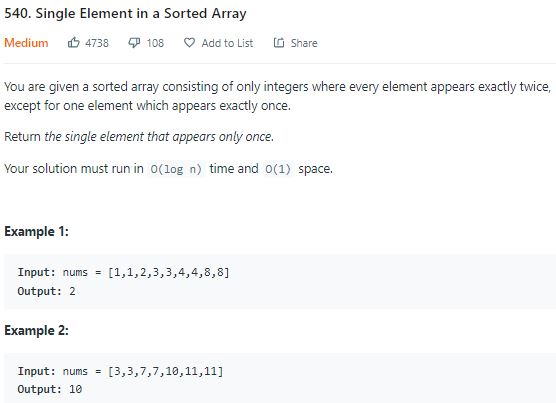 540. Single Element in a Sorted Array
Medium 4738 108 Add to List Share
You are given a sorted array consisting of only integers where every element appears exactly twice,
except for one element which appears exactly once.
Return the single element that appears only once.
Your solution must run in O(log n) time and O(1) space.
Example 1:
Input: nums = [1,1,2,3,3,4,4,8,8]
Output: 2
Example 2:
Input: nums = [3,3,7,7,10,11,11]
Output: 10